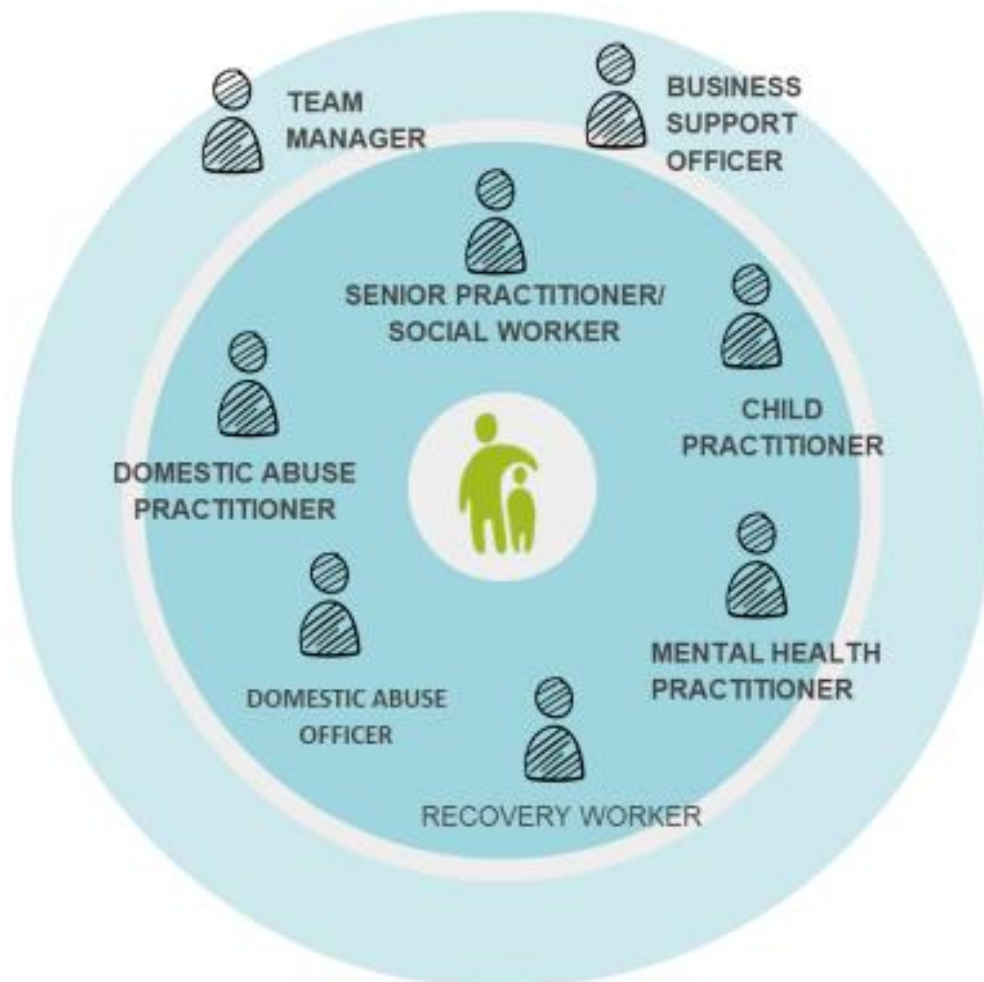 TEAM
MANAGER
BUSINESS
SUPPORT
OFFICER
SENIOR PRACTITIONER/
SOCIAL WORKER
CHILD
PRACTITIONER
DOMESTIC ABUSE
PRACTITIONER
MENTAL HEALTH
PRACTITIONER
DOMESTIC ABUSE
OFFICER
RECOVERY WORKER